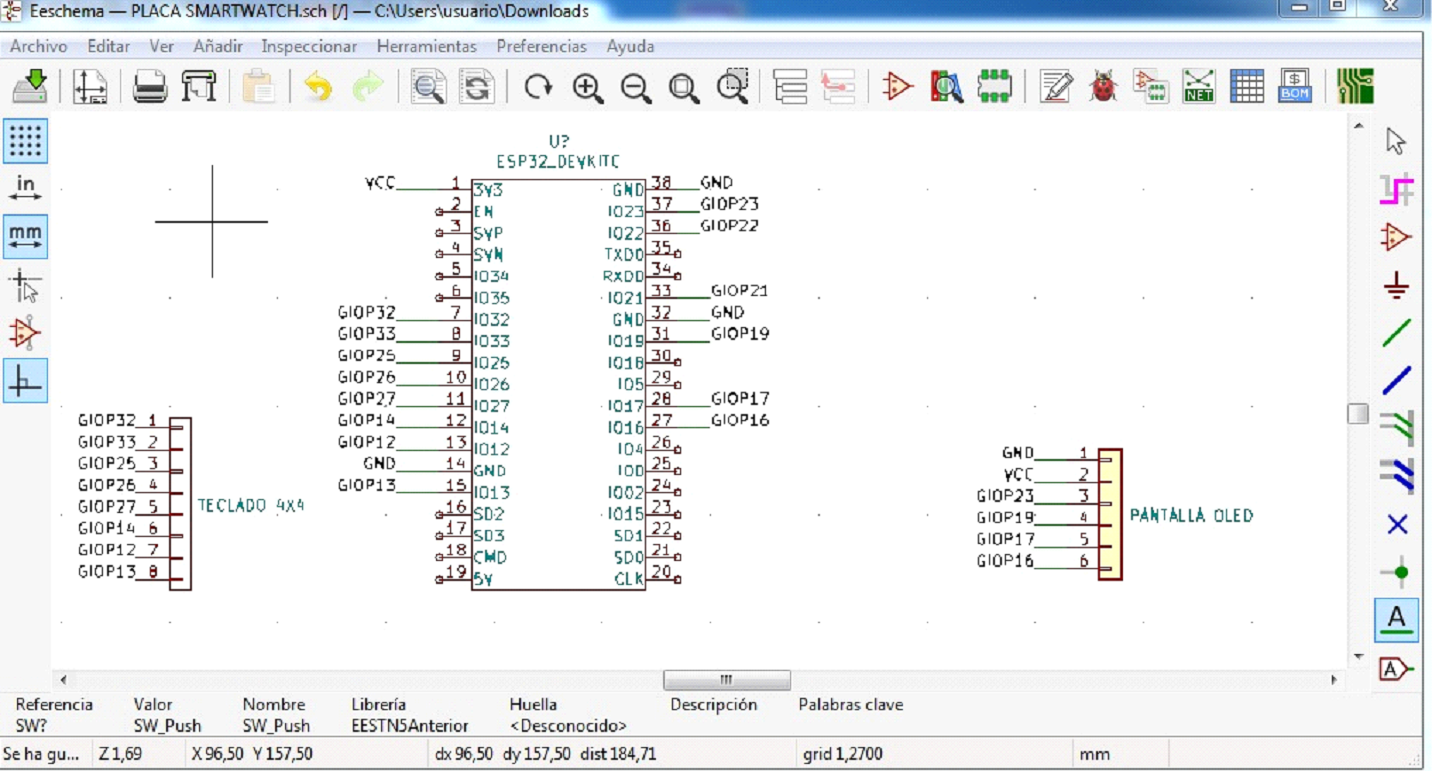 Eeschema — PLACA SMARTWATCH.sch [/] — C:\Users\usuario\Downloads
Archivo Editar Ver Añadir Inspeccionar Herramientas Preferencias Ayuda
NET
$
BOM
in
mm
U?
ESP32_DEVKITC
VCC 1 3V3 GND 38 GND
2 EN IO23 37 GIOP23
3 SVP IO22 36 GIOP22
4 SVN TXD0 35
5 IO34 RXD0 34
6 IO35 IO21 33 GIOP21
GIOP32 7 IO32 GND 32 GND
GIOP33 8 IO33 IO19 31 GIOP19
GIOP25 9 IO25 IO18 30
GIOP26 10 IO26 IO5 29
GIOP27 11 IO27 IO17 28 GIOP17
GIOP14 12 IO14 IO16 27 GIOP16
GIOP12 13 IO12 IO4 26
GND 14 GND IO0 25
GIOP13 15 IO13 IO02 24
16 SD2 IO15 23
17 SD3 SD1 22
18 CMD SD0 21
19 5V CLK 20
GIOP32 1
GIOP33 2
GIOP25 3
GIOP26 4
GIOP27 5
GIOP14 6
GIOP12 7
GIOP13 8
TECLADO 4X4
GND 1
VCC 2
GIOP23 3
GIOP19 4
GIOP17 5
GIOP16 6
PANTALLA OLED
A
A
Referencia Valor Nombre Librería Huella Descripción Palabras clave
SW? SW_Push SW_Push EESTN5Anterior <Desconocido>
Se ha gu... Z 1,69 X 96,50 Y 157,50 dx 96,50 dy 157,50 dist 184,71 grid 1,2700 mm